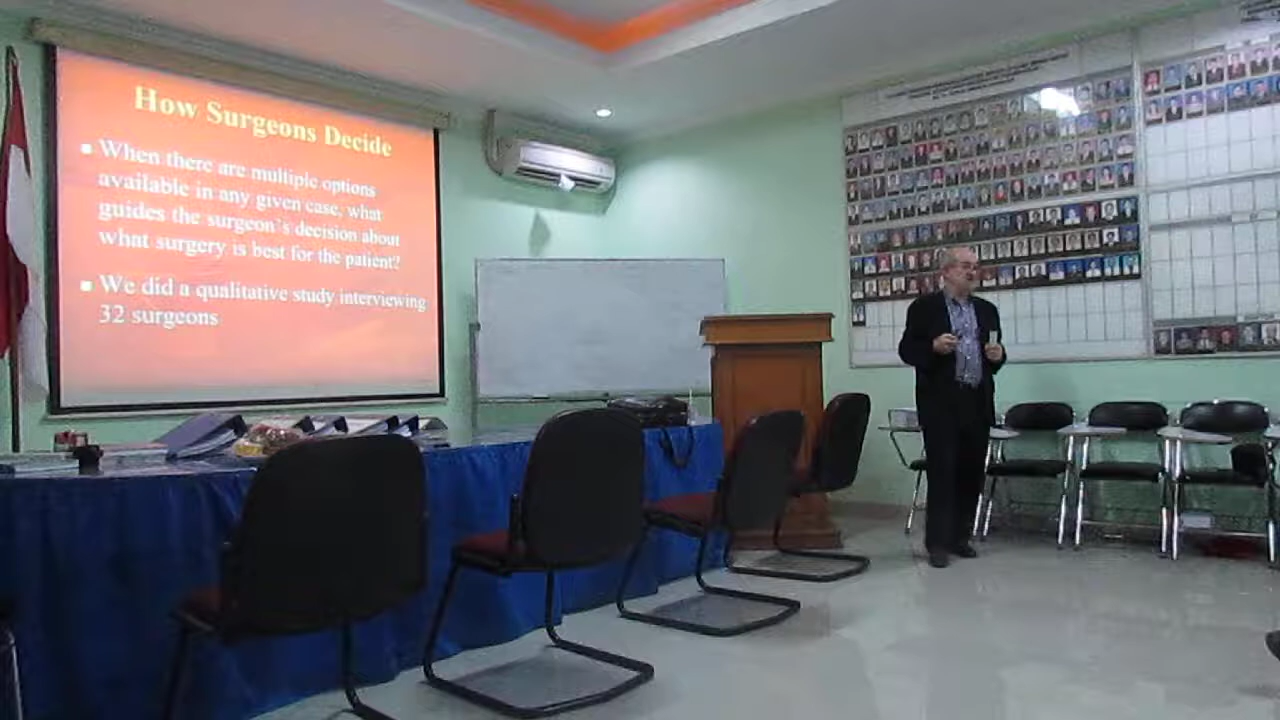 How Surgeons Decide
When there are multiple options
available in any given case, what
guides the surgeon's decision about
what surgery is best for the patient?
We did a qualitative study interviewing
32 surgeons